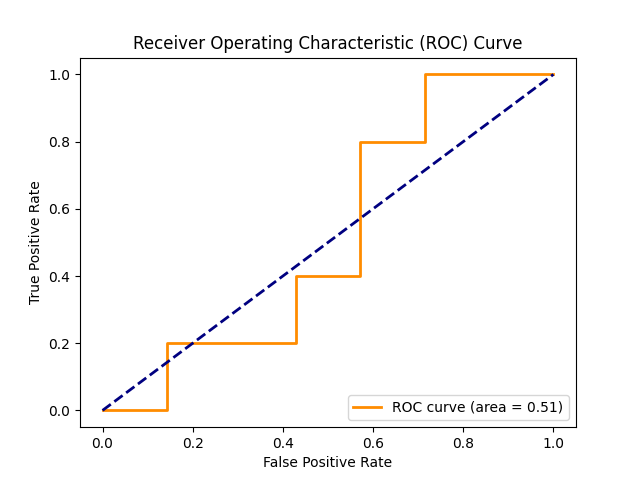 Receiver Operating Characteristic (ROC) Curve
1.0
0.8
0.6
0.4
0.2
0.0
True Positive Rate
ROC curve (area = 0.51)
0.0 0.2 0.4 0.6 0.8 1.0
False Positive Rate